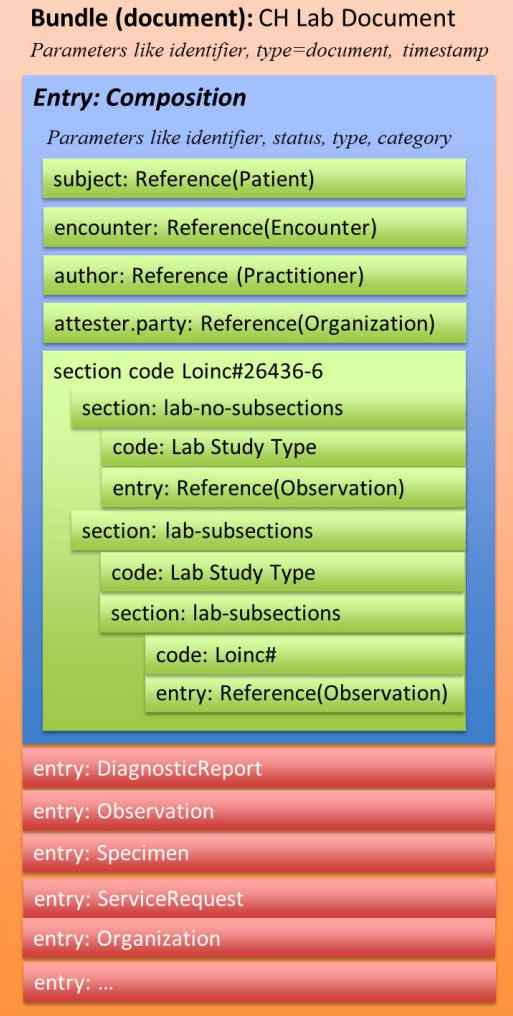 Bundle (document): CH Lab Document
Parameters like identifier, type=document, timestamp
Entry: Composition
Parameters like identifier, status, type, category
subject: Reference(Patient)
encounter: Reference(Encounter)
author: Reference (Practitioner)
attester.party: Reference(Organization)
section code Loinc#26436-6
section: lab-no-subsections
code: Lab Study Type
entry: Reference(Observation)
section: lab-subsections
code: Lab Study Type
section: lab-subsections
code: Loinc#
entry: Reference(Observation)
entry: DiagnosticReport
entry: Observation
entry: Specimen
entry: ServiceRequest
entry: Organization
entry: ...